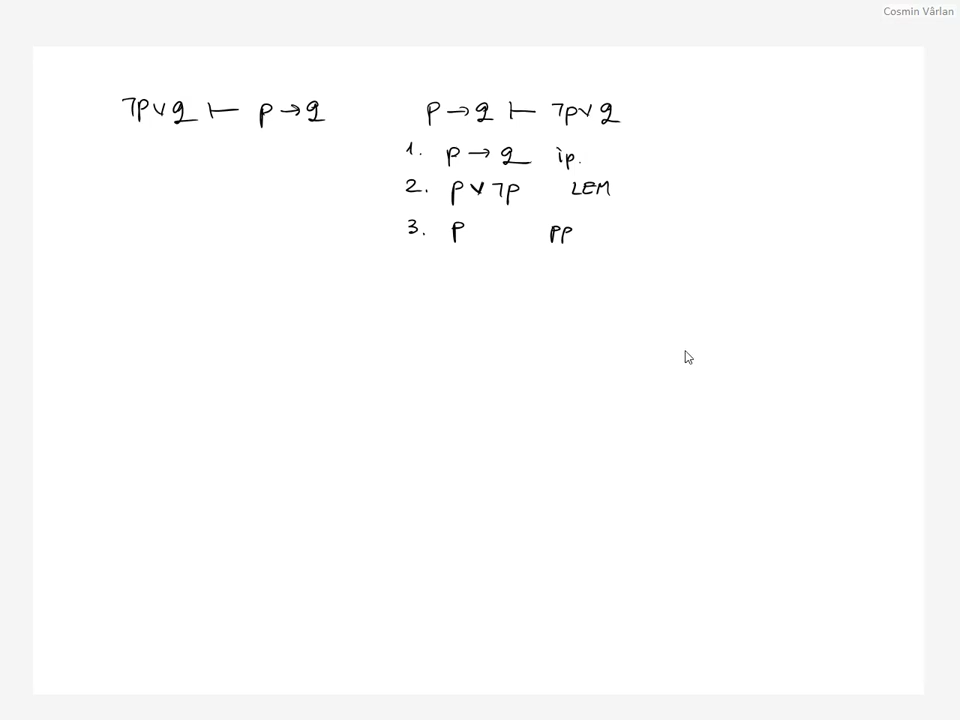 Cosmin Vârlan
¬p∨q ⊢ p→q
p→q ⊢ ¬p∨q
1. p→q ip.
2. p∨¬p LEM
3. p pp